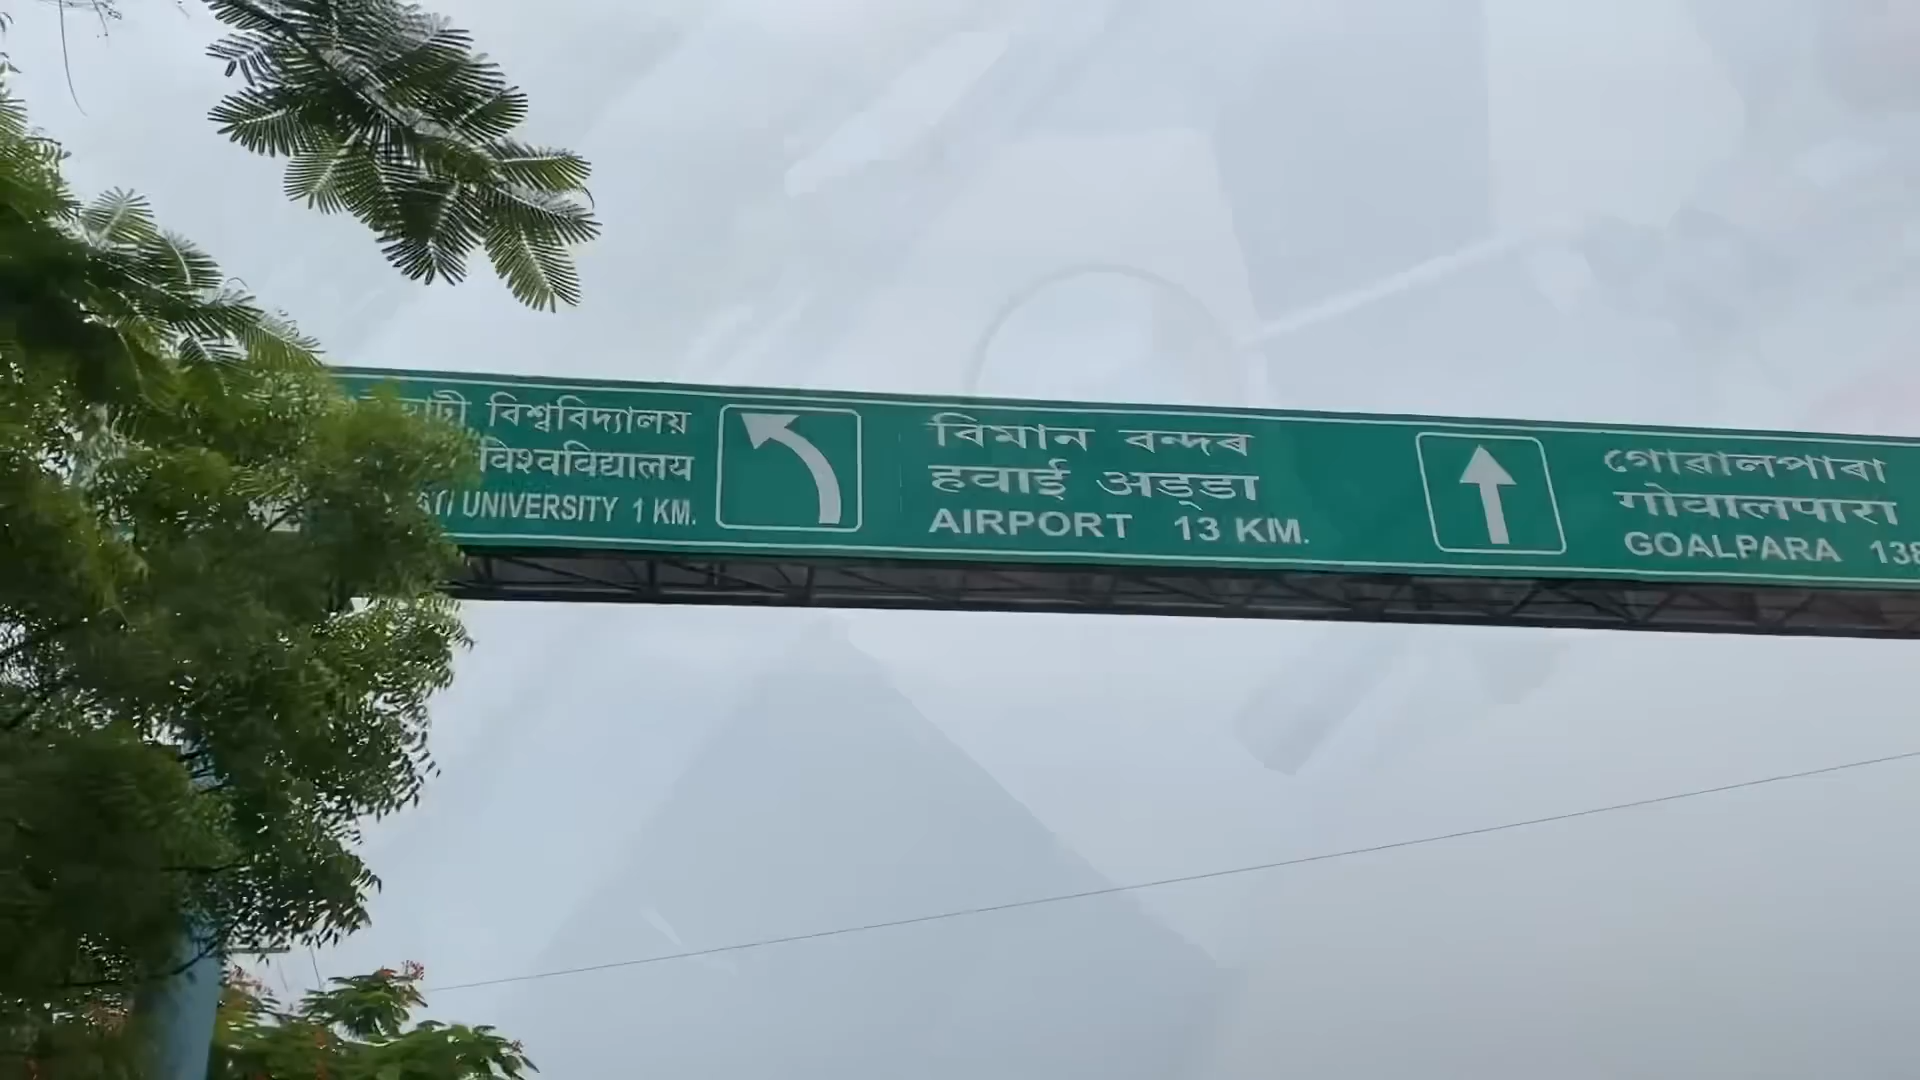 বিশ্ববিদ্যালয়
विश्वविद्यालय
UNIVERSITY 1 KM.
বিমান বন্দৰ
हवाई अड्डा
AIRPORT 13 KM.
গোৱালপাৰা
गोवालपारा
GOALPARA